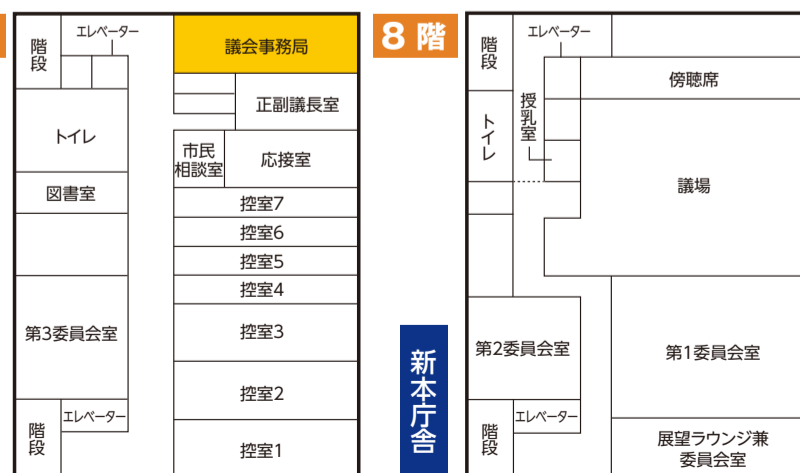 階段
エレベーター
議会事務局
正副議長室
トイレ
市民
相談室
応接室
図書室
控室7
控室6
控室5
控室4
第3委員会室
控室3
控室2
エレベーター
階段
控室1
8階
階段
エレベーター
傍聴席
授乳室
トイレ
議場
新本庁舎
第2委員会室
第1委員会室
エレベーター
階段
展望ラウンジ兼
委員会室